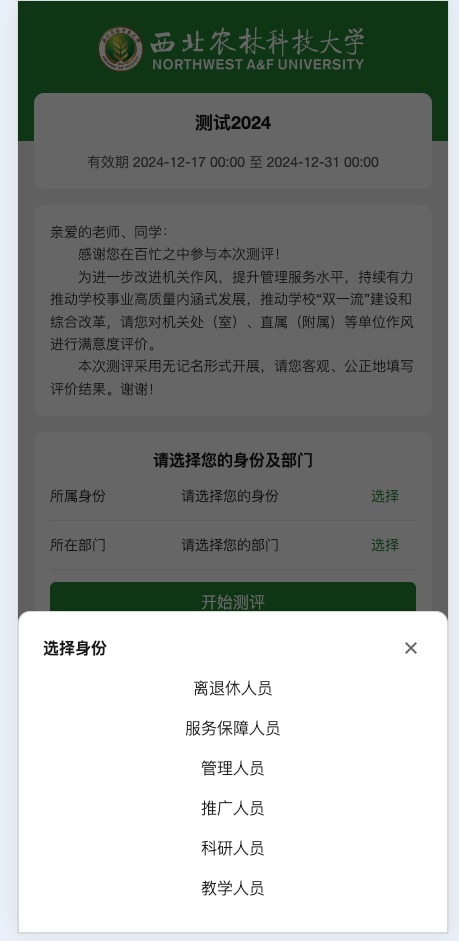 西北农林科技大学
NORTHWEST A&F UNIVERSITY
测试2024
有效期 2024-12-17 00:00 至 2024-12-31 00:00
亲爱的老师、同学：
感谢您在百忙之中参与本次测评！
为进一步改进机关作风，提升管理服务水平，持续有力
推动学校事业高质量内涵式发展，推动学校“双一流”建设和
综合改革，请您对机关处（室）、直属（附属）等单位作风
进行满意度评价。
本次测评采用无记名形式开展，请您客观、公正地填写
评价结果。谢谢！
请选择您的身份及部门
所属身份 请选择您的身份 选择
所在部门 请选择您的部门 选择
开始测评
选择身份
离退休人员
服务保障人员
管理人员
推广人员
科研人员
教学人员